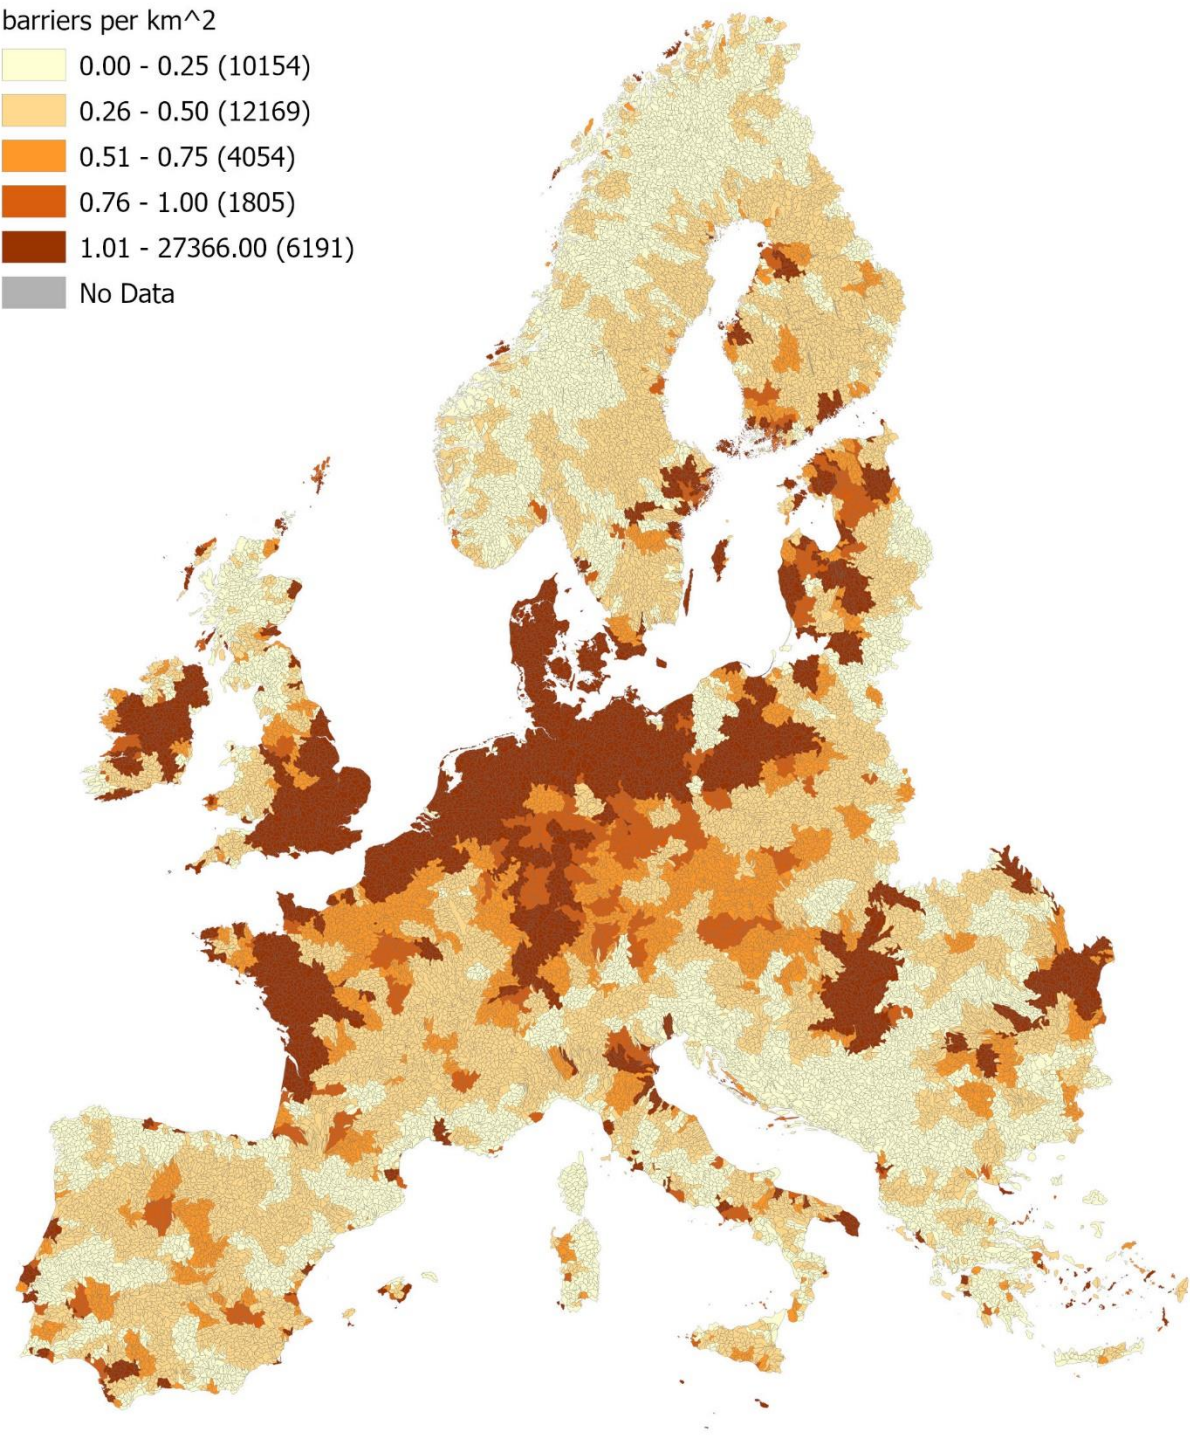 barriers per km^2
0.00 - 0.25 (10154)
0.26 - 0.50 (12169)
0.51 - 0.75 (4054)
0.76 - 1.00 (1805)
1.01 - 27366.00 (6191)
No Data